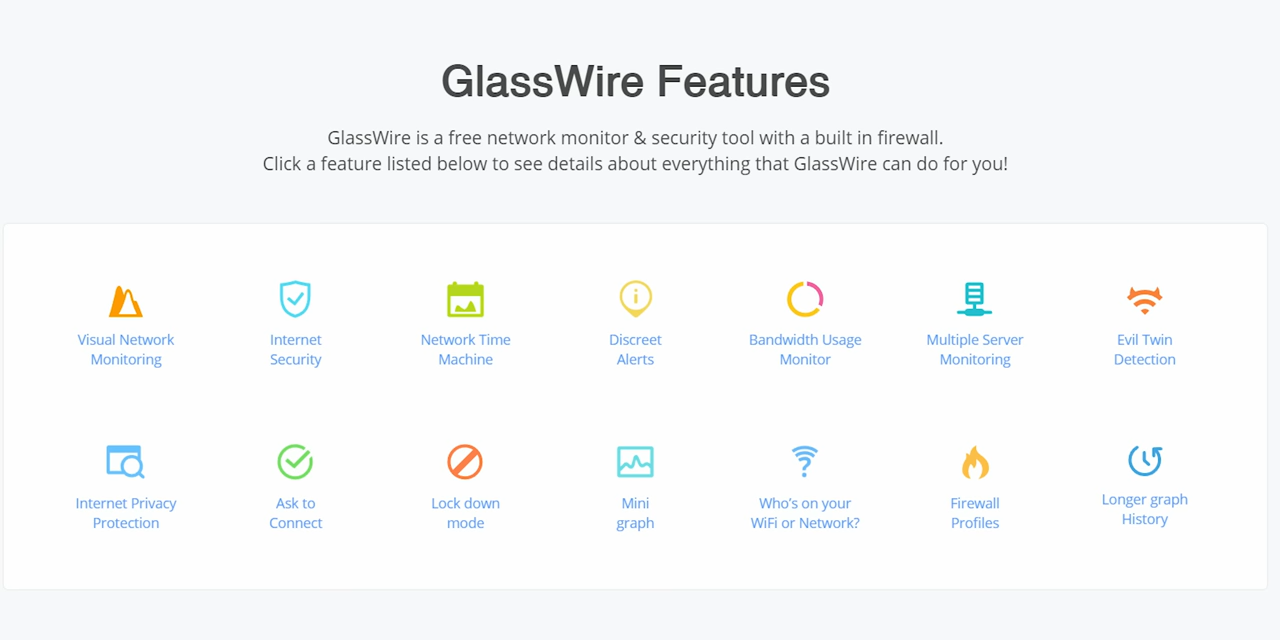 GlassWire Features
GlassWire is a free network monitor & security tool with a built in firewall.
Click a feature listed below to see details about everything that GlassWire can do for you!
Visual Network
Monitoring
Internet
Security
Network Time
Machine
Discreet
Alerts
Bandwidth Usage
Monitor
Multiple Server
Monitoring
Evil Twin
Detection
Internet Privacy
Protection
Ask to
Connect
Lock down
mode
Mini
graph
Who’s on your
WiFi or Network?
Firewall
Profiles
Longer graph
History